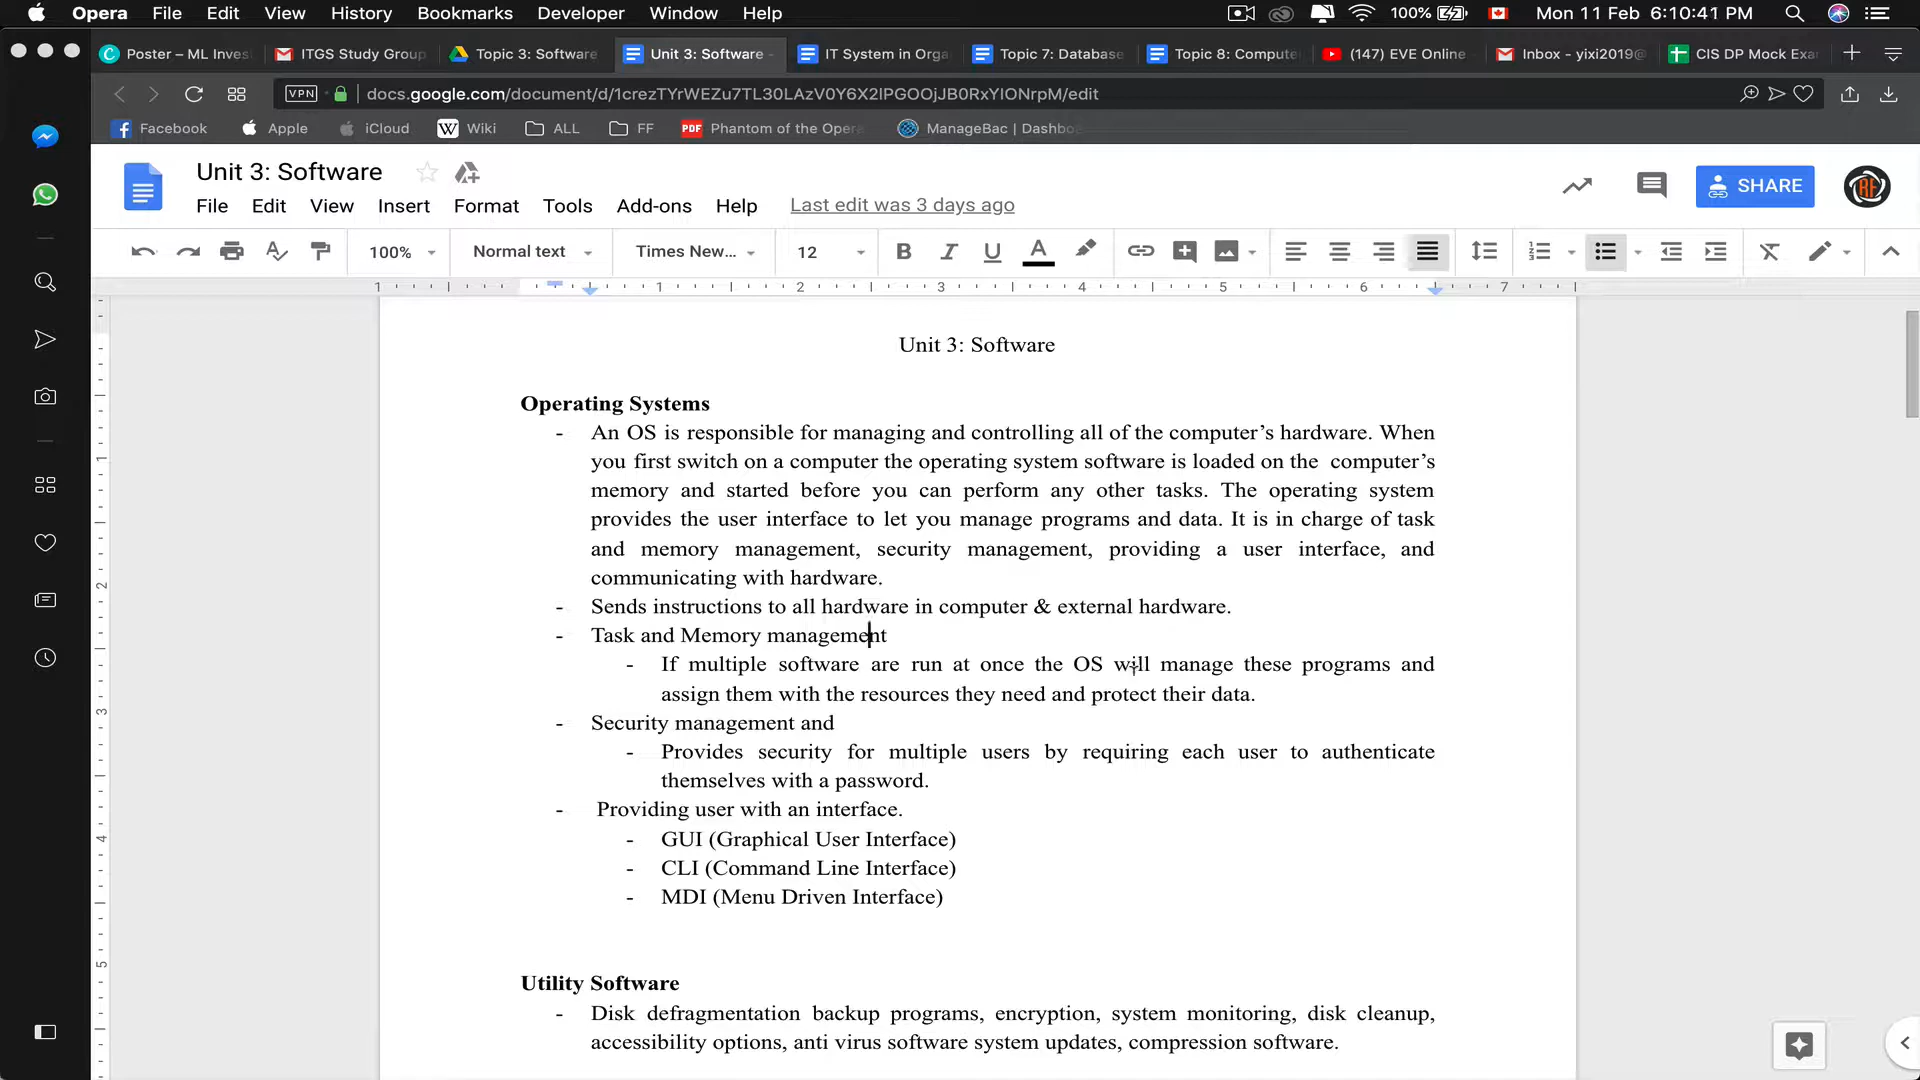 Opera File Edit View History Bookmarks Developer Window Help 100% Mon 11 Feb 6:10:41 PM
Poster – ML Inves ITGS Study Group Topic 3: Software Unit 3: Software - IT System in Orga Topic 7: Database Topic 8: Compute (147) EVE Online Inbox - yixi2019@ CIS DP Mock Exa
VPN docs.google.com/document/d/1crezTYrWEZu7TL30LAzV0Y6X2lPGOOjJB0RxYlONrpM/edit
Facebook Apple iCloud W Wiki ALL FF PDF Phantom of the Oper ManageBac | Dashbo
Unit 3: Software
File Edit View Insert Format Tools Add-ons Help Last edit was 3 days ago
SHARE
100% Normal text Times New... 12 B I U A
1 1 2 3 4 5 6 7
Unit 3: Software
Operating Systems
- An OS is responsible for managing and controlling all of the computer’s hardware. When
you first switch on a computer the operating system software is loaded on the computer’s
memory and started before you can perform any other tasks. The operating system
provides the user interface to let you manage programs and data. It is in charge of task
and memory management, security management, providing a user interface, and
communicating with hardware.
- Sends instructions to all hardware in computer & external hardware.
- Task and Memory management
- If multiple software are run at once the OS will manage these programs and
assign them with the resources they need and protect their data.
- Security management and
- Provides security for multiple users by requiring each user to authenticate
themselves with a password.
- Providing user with an interface.
- GUI (Graphical User Interface)
- CLI (Command Line Interface)
- MDI (Menu Driven Interface)
Utility Software
- Disk defragmentation backup programs, encryption, system monitoring, disk cleanup,
accessibility options, anti virus software system updates, compression software.